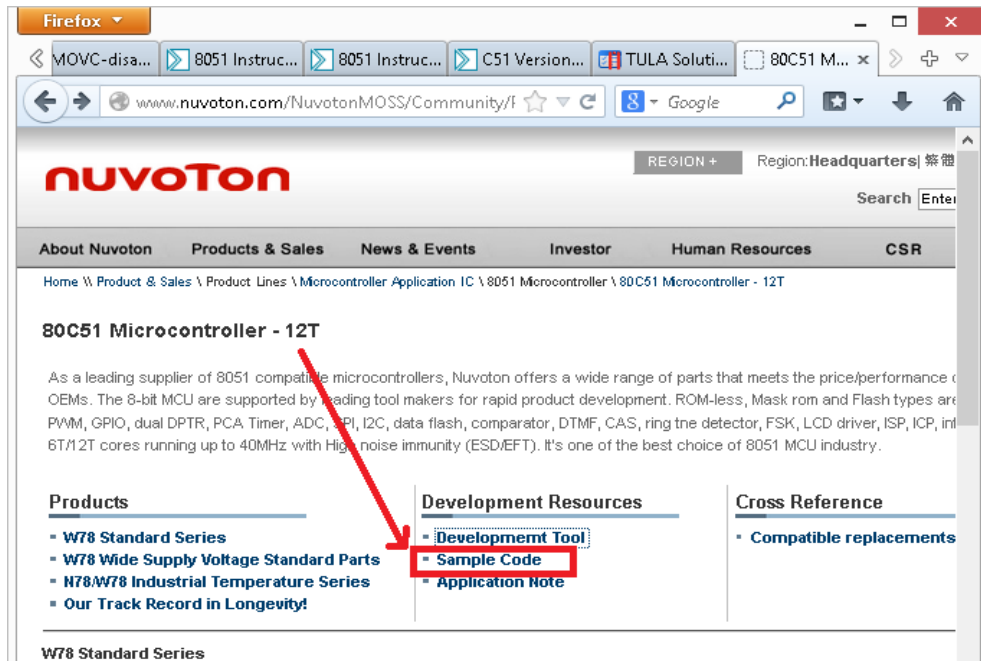 Firefox
MOVC-disa... 8051 Instruc... 8051 Instruc... C51 Version... TULA Soluti... 80C51 M...
www.nuvoton.com/NuvotonMOSS/Community/ Google
nuvoTon
REGION + Region:Headquarters| 繁體
Search Enter
About Nuvoton Products & Sales News & Events Investor Human Resources CSR
Home \\ Product & Sales \ Product Lines \ Microcontroller Application IC \ 8051 Microcontroller \ 80C51 Microcontroller - 12T
80C51 Microcontroller - 12T
As a leading supplier of 8051 compatible microcontrollers, Nuvoton offers a wide range of parts that meets the price/performance
OEMs. The 8-bit MCU are supported by leading tool makers for rapid product development. ROM-less, Mask rom and Flash types are
PWM, GPIO, dual DPTR, PCA Timer, ADC, SPI, I2C, data flash, comparator, DTMF, CAS, ring tne detector, FSK, LCD driver, ISP, ICP, int
6T/12T cores running up to 40MHz with High noise immunity (ESD/EFT). It's one of the best choice of 8051 MCU industry.
Products
W78 Standard Series
W78 Wide Supply Voltage Standard Parts
N78/W78 Industrial Temperature Series
Our Track Record in Longevity!
Development Resources
Developmemt Tool
Sample Code
Application Note
Cross Reference
Compatible replacements
W78 Standard Series